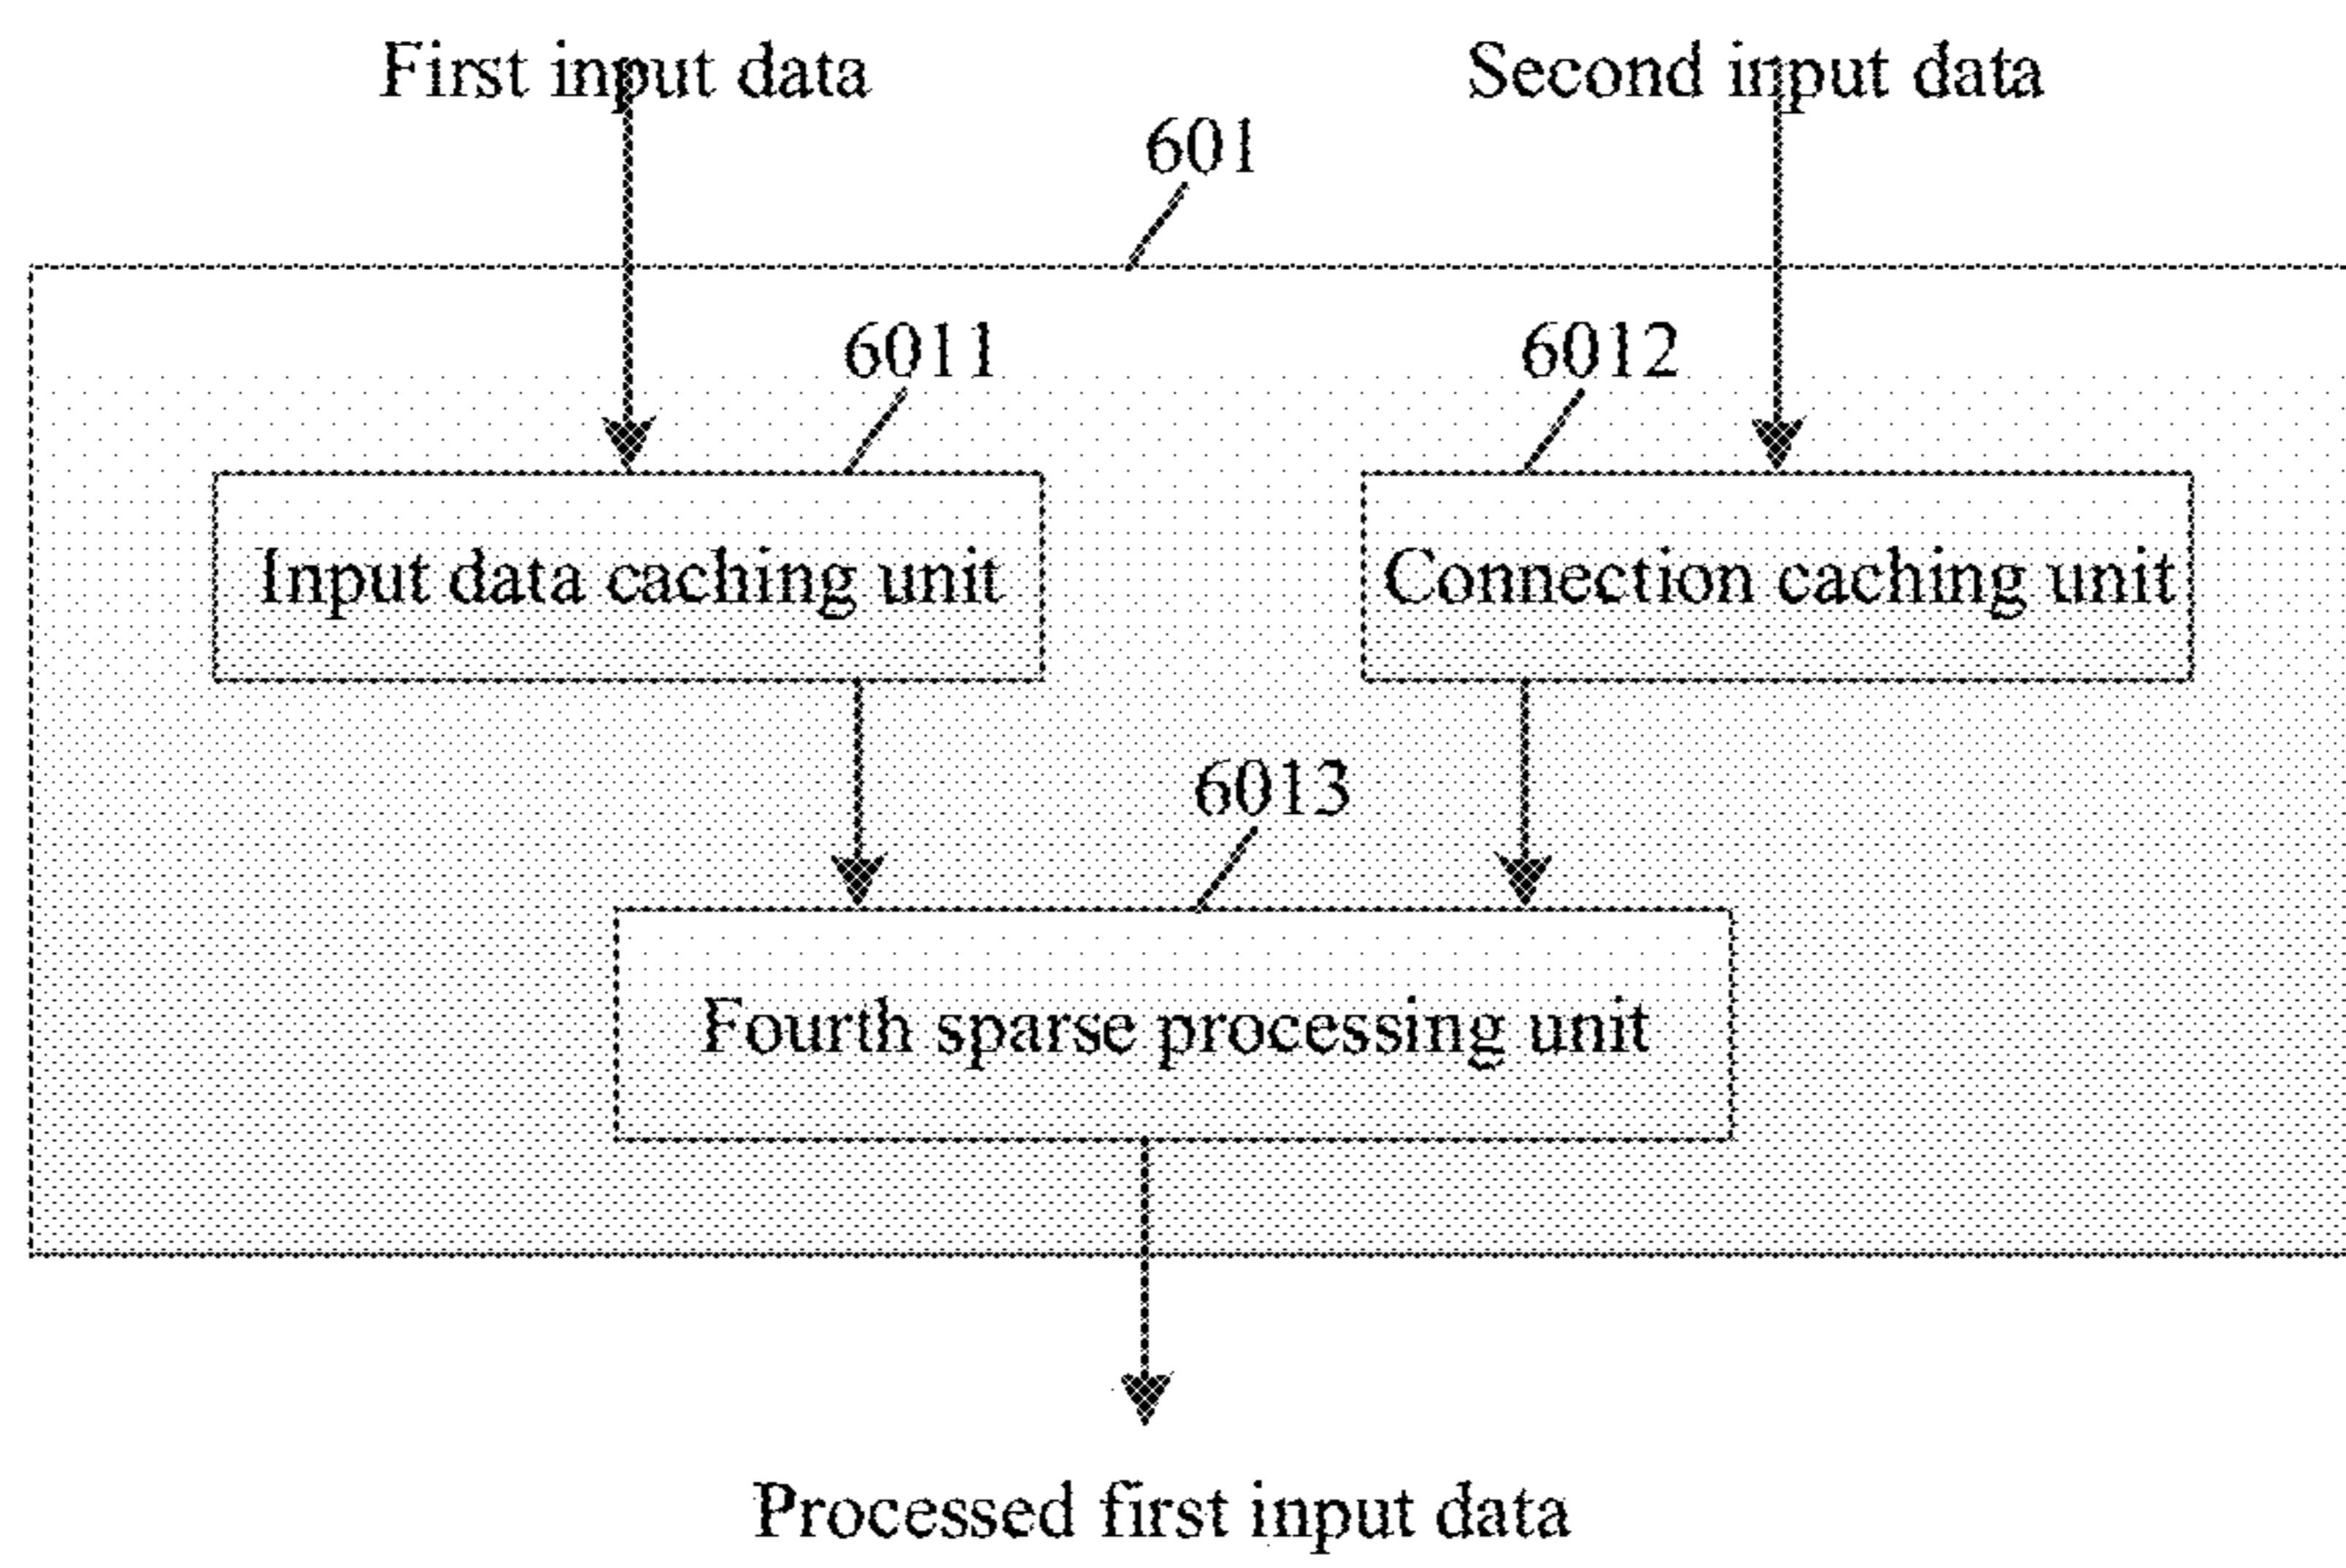 First input data
Second input data
601
6011
6012
Input data caching unit
Connection caching unit
6013
Fourth sparse processing unit
Processed first input data